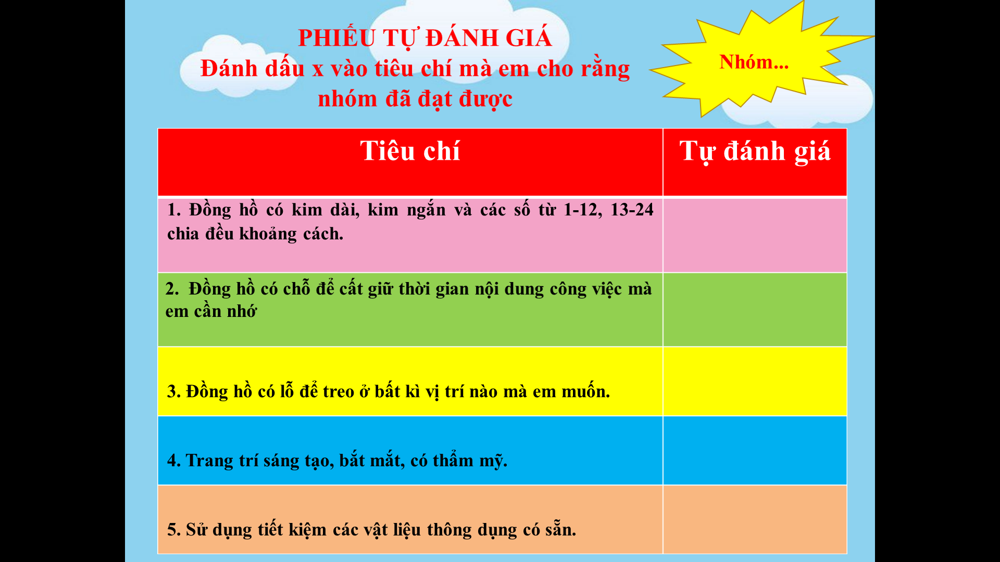 PHIẾU TỰ ĐÁNH GIÁ
Đánh dấu x vào tiêu chí mà em cho rằng
nhóm đã đạt được
Nhóm...
Tiêu chí
Tự đánh giá
1. Đồng hồ có kim dài, kim ngắn và các số từ 1-12, 13-24
chia đều khoảng cách.
2. Đồng hồ có chỗ để cất giữ thời gian nội dung công việc mà
em cần nhớ
3. Đồng hồ có lỗ để treo ở bất kì vị trí nào mà em muốn.
4. Trang trí sáng tạo, bắt mắt, có thẩm mỹ.
5. Sử dụng tiết kiệm các vật liệu thông dụng có sẵn.